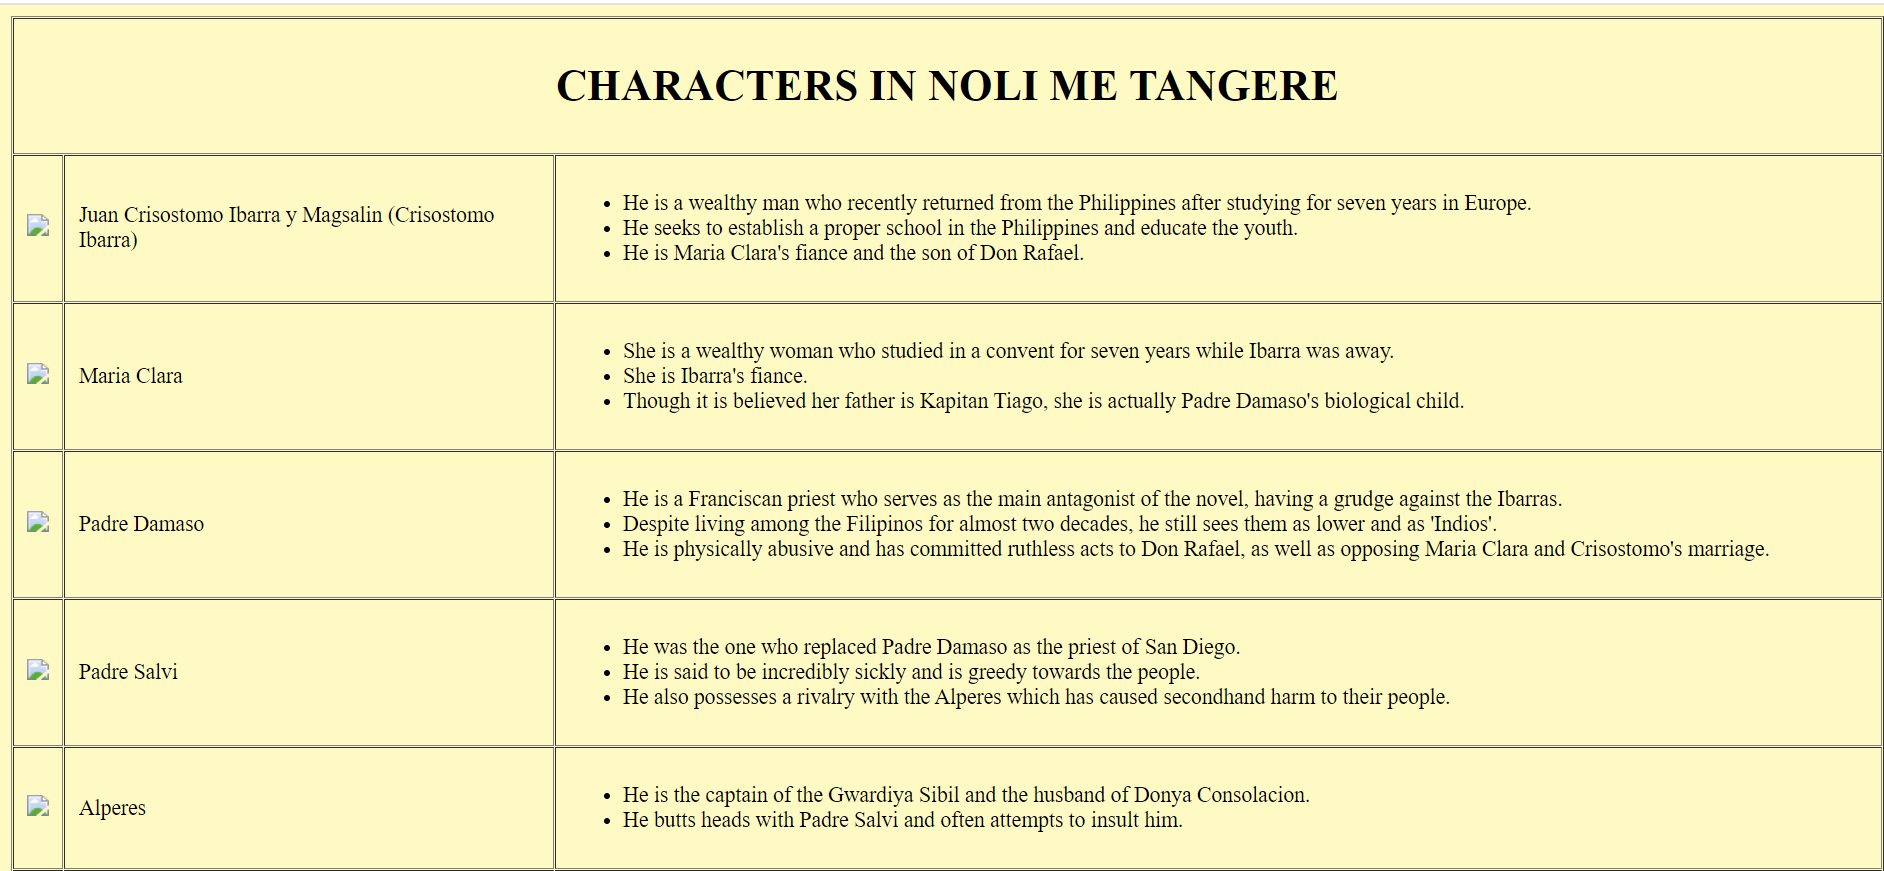 CHARACTERS IN NOLI ME TANGERE
Juan Crisostomo Ibarra y Magsalin (Crisostomo
Ibarra)
• He is a wealthy man who recently returned from the Philippines after studying for seven years in Europe.
• He seeks to establish a proper school in the Philippines and educate the youth.
• He is Maria Clara's fiance and the son of Don Rafael.
Maria Clara
• She is a wealthy woman who studied in a convent for seven years while Ibarra was away.
• She is Ibarra's fiance.
• Though it is believed her father is Kapitan Tiago, she is actually Padre Damaso's biological child.
Padre Damaso
• He is a Franciscan priest who serves as the main antagonist of the novel, having a grudge against the Ibarras.
• Despite living among the Filipinos for almost two decades, he still sees them as lower and as 'Indios'.
• He is physically abusive and has committed ruthless acts to Don Rafael, as well as opposing Maria Clara and Crisostomo's marriage.
Padre Salvi
• He was the one who replaced Padre Damaso as the priest of San Diego.
• He is said to be incredibly sickly and is greedy towards the people.
• He also possesses a rivalry with the Alperes which has caused secondhand harm to their people.
Alperes
• He is the captain of the Gwardiya Sibil and the husband of Donya Consolacion.
• He butts heads with Padre Salvi and often attempts to insult him.